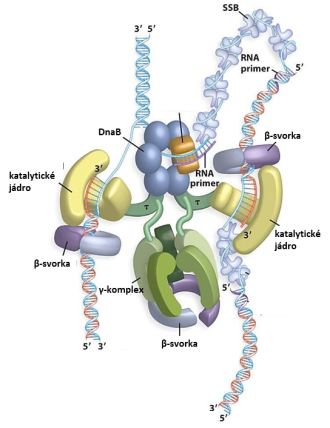 SSB
3' 5'
RNA
primer
5'
DnaB
β-svorka
katalytické
jádro
3'
RNA
primer
τ
τ
3'
katalytické
jádro
β-svorka
γ-komplex
5'
β-svorka
5' 3'
3'
5'